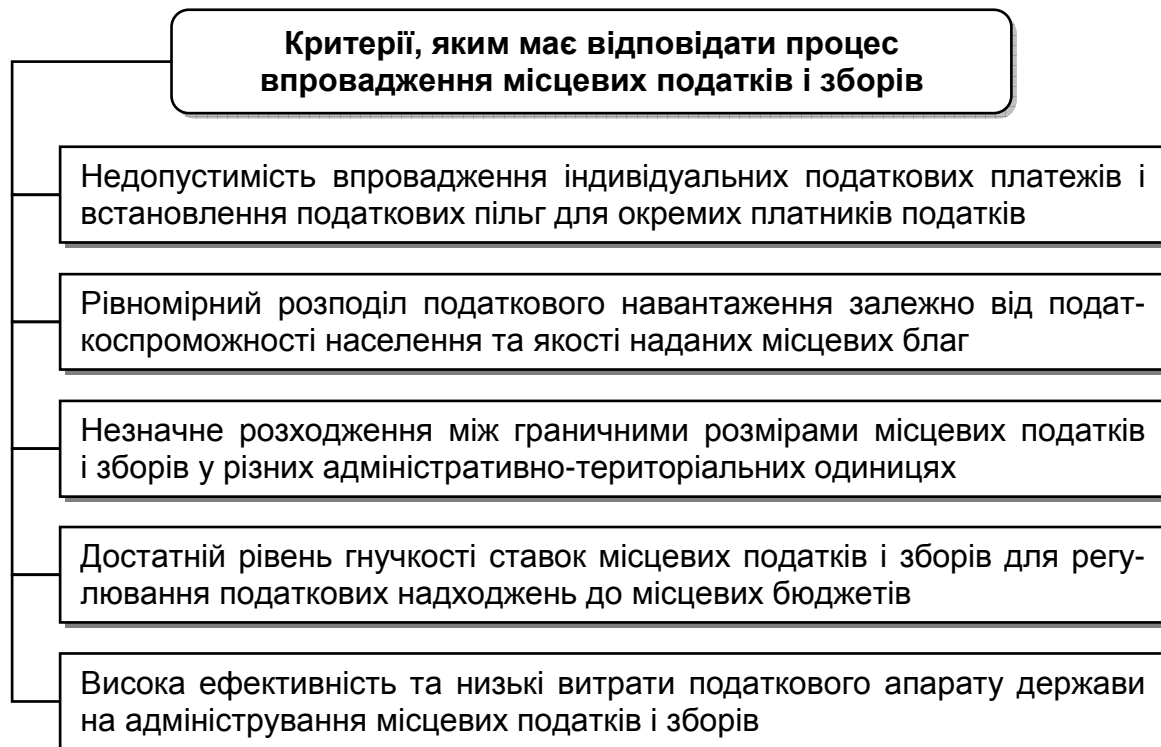 Критерії, яким має відповідати процес
впровадження місцевих податків і зборів
Недопустимість впровадження індивідуальних податкових платежів і
встановлення податкових пільг для окремих платників податків
Рівномірний розподіл податкового навантаження залежно від подат-
коспроможності населення та якості наданих місцевих благ
Незначне розходження між граничними розмірами місцевих податків
і зборів у різних адміністративно-територіальних одиницях
Достатній рівень гнучкості ставок місцевих податків і зборів для регу-
лювання податкових надходжень до місцевих бюджетів
Висока ефективність та низькі витрати податкового апарату держави
на адміністрування місцевих податків і зборів